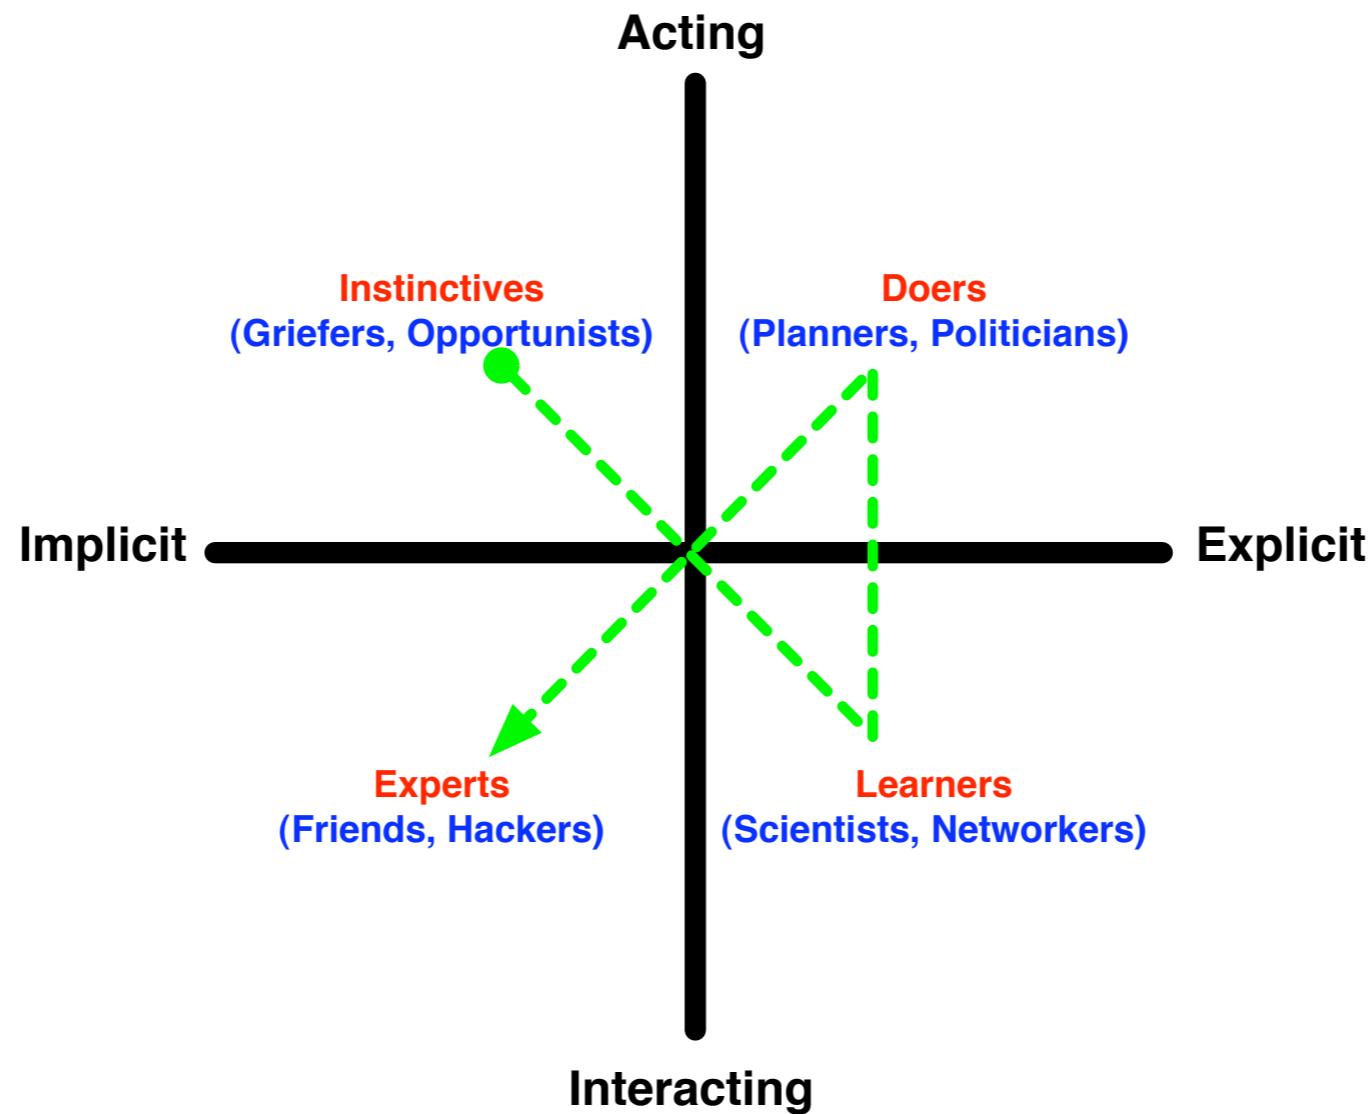 Acting
Instinctives
(Griefers, Opportunists)
Doers
(Planners, Politicians)
Implicit
Explicit
Experts
(Friends, Hackers)
Learners
(Scientists, Networkers)
Interacting